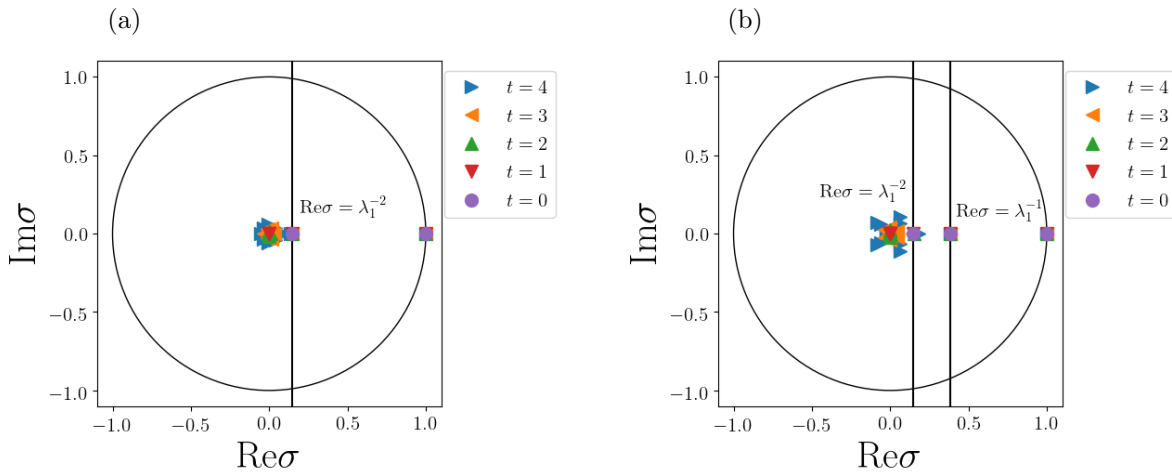 (a)
1.0
0.5
0.0
−0.5
−1.0
−1.0
−0.5
0.0
0.5
1.0
Imσ
Reσ
Reσ = λ₁⁻²
t = 4
t = 3
t = 2
t = 1
t = 0
(b)
1.0
0.5
0.0
−0.5
−1.0
−1.0
−0.5
0.0
0.5
1.0
Imσ
Reσ
Reσ = λ₁⁻²
Reσ = λ₁⁻¹
t = 4
t = 3
t = 2
t = 1
t = 0